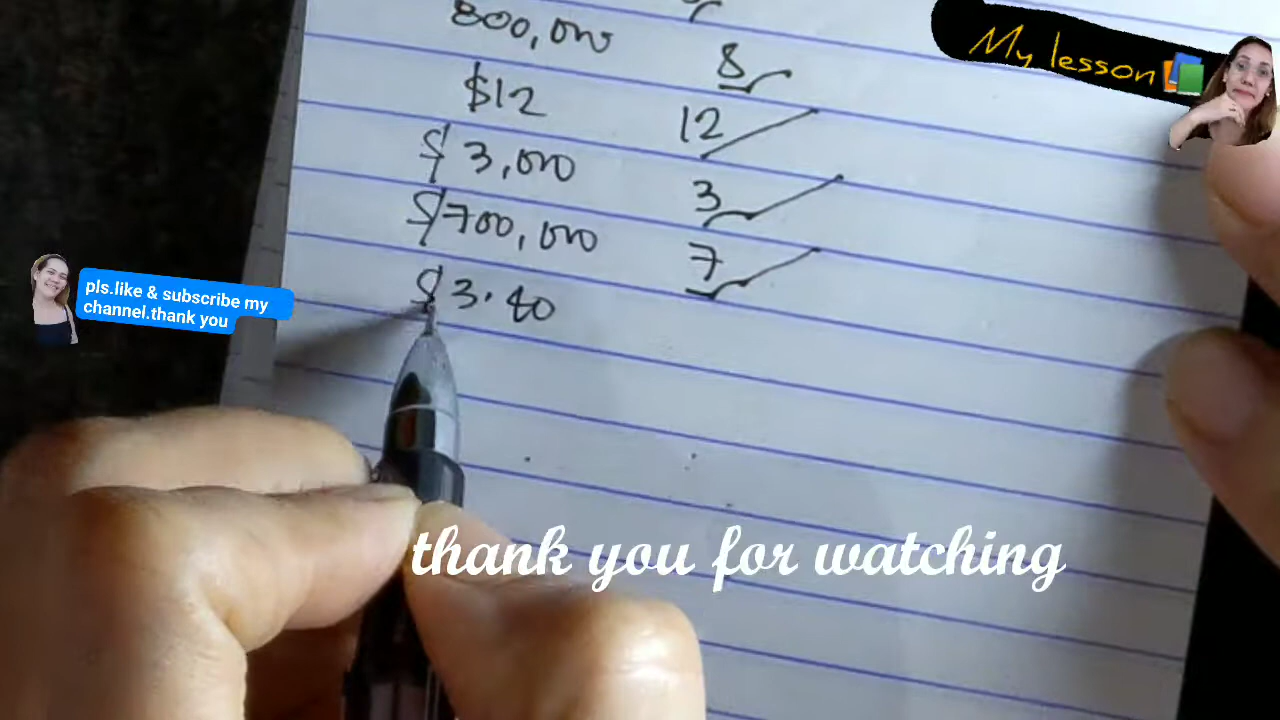 My lesson
800,000 8
$12 12
$3,000 3
$700,000 7
$3.40
pls.like & subscribe my
channel.thank you
thank you for watching